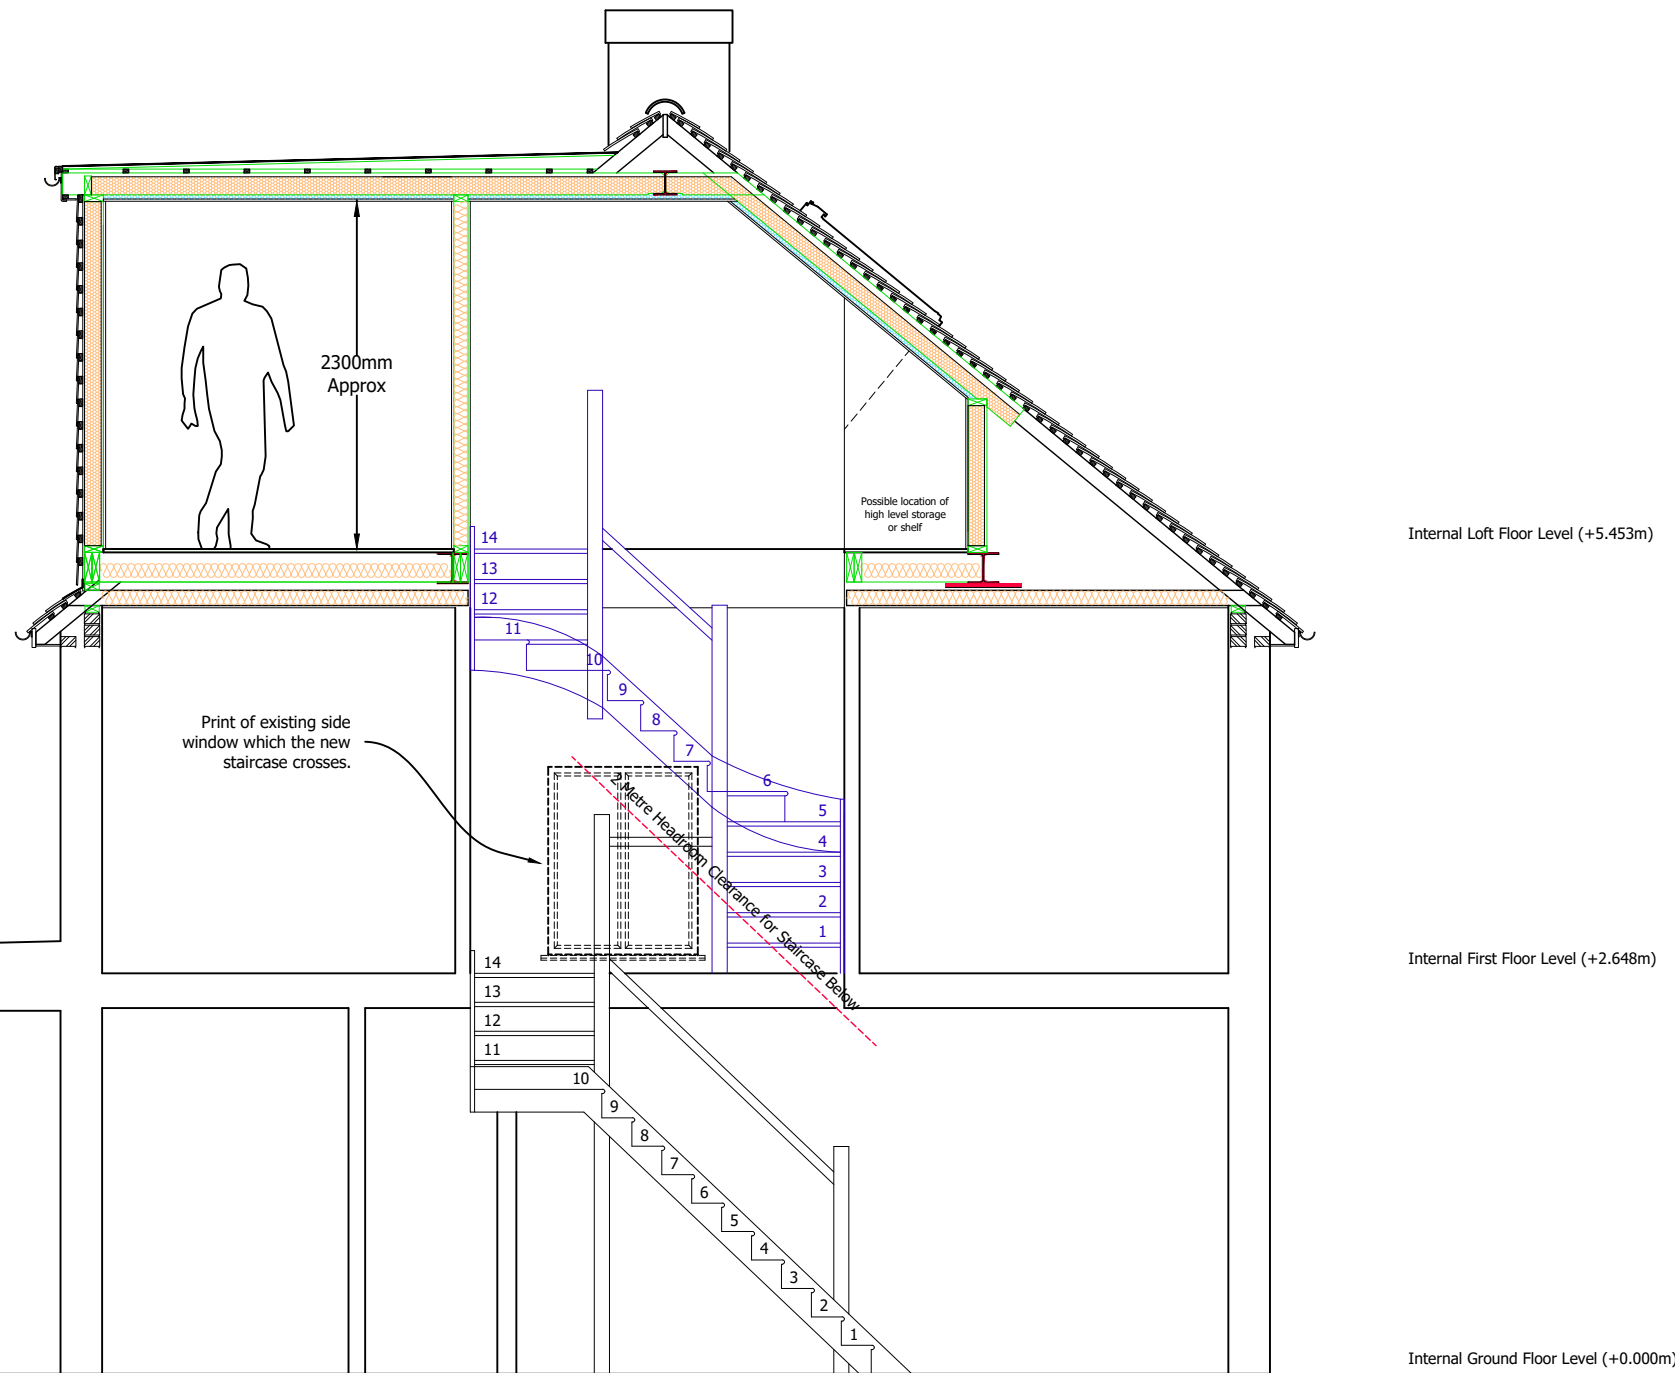 2300mm
Approx
Possible location of
high level storage
or shelf
Internal Loft Floor Level (+5.453m)
14
13
12
11
10
9
8
7
6
5
4
3
2
1
Print of existing side
window which the new
staircase crosses.
2 Metre Headroom Clearance for Staircase Below
Internal First Floor Level (+2.648m)
14
13
12
11
10
9
8
7
6
5
4
3
2
1
Internal Ground Floor Level (+0.000m)